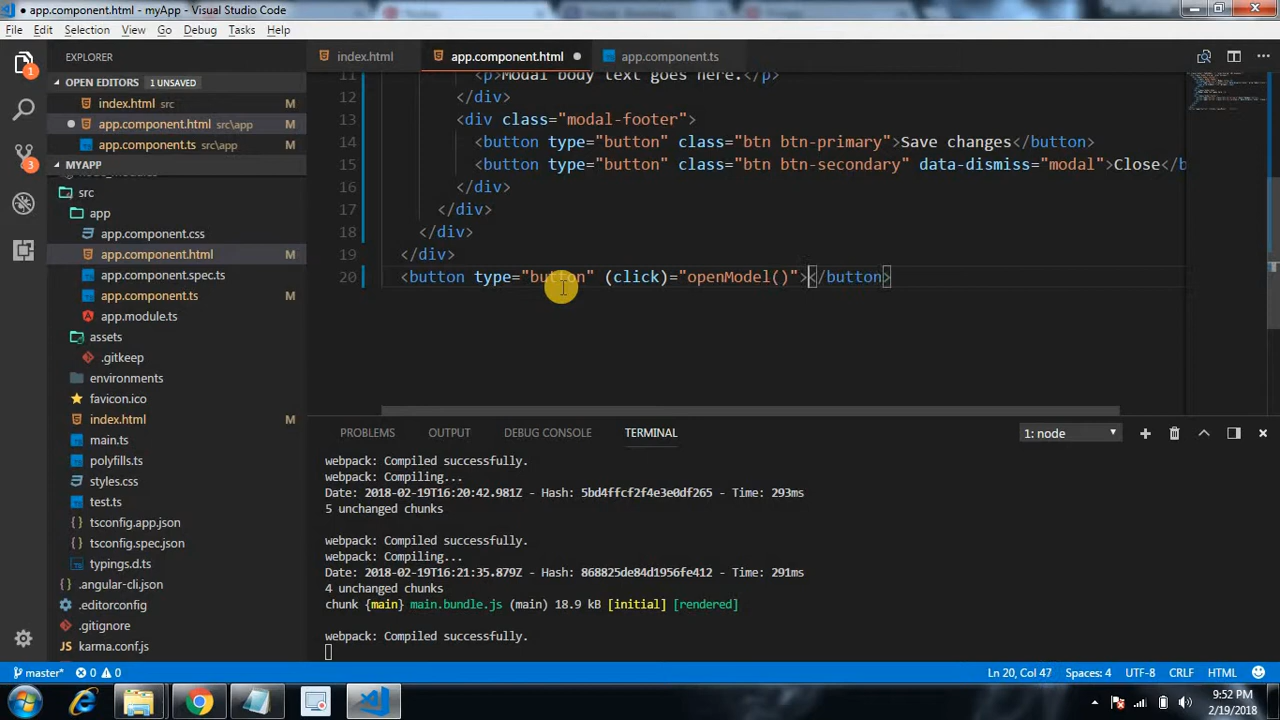 app.component.html - myApp - Visual Studio Code
File Edit Selection View Go Debug Tasks Help
EXPLORER
OPEN EDITORS 1 UNSAVED
index.html src M
app.component.html src\app M
app.component.ts src\app M
MYAPP
src
app
app.component.css
app.component.html M
app.component.spec.ts
app.component.ts M
app.module.ts
assets
.gitkeep
environments
favicon.ico
index.html M
main.ts
polyfills.ts
styles.css
test.ts
tsconfig.app.json
tsconfig.spec.json
typings.d.ts
.angular-cli.json
.editorconfig
.gitignore
karma.conf.js
1
3
index.html app.component.html app.component.ts
11 <p>Modal body text goes here.</p>
12 </div>
13 <div class="modal-footer">
14 <button type="button" class="btn btn-primary">Save changes</button>
15 <button type="button" class="btn btn-secondary" data-dismiss="modal">Close</b
16 </div>
17 </div>
18 </div>
19 </div>
20 <button type="button" (click)="openModel()"></button>
PROBLEMS OUTPUT DEBUG CONSOLE TERMINAL 1: node
webpack: Compiled successfully.
webpack: Compiling...
Date: 2018-02-19T16:20:42.981Z - Hash: 5bd4ffcf2f4e3e0df265 - Time: 293ms
5 unchanged chunks
webpack: Compiled successfully.
webpack: Compiling...
Date: 2018-02-19T16:21:35.879Z - Hash: 868825de84d1956fe412 - Time: 291ms
4 unchanged chunks
chunk {main} main.bundle.js (main) 18.9 kB [initial] [rendered]
webpack: Compiled successfully.
master* 0 0 Ln 20, Col 47 Spaces: 4 UTF-8 CRLF HTML
9:52 PM
2/19/2018